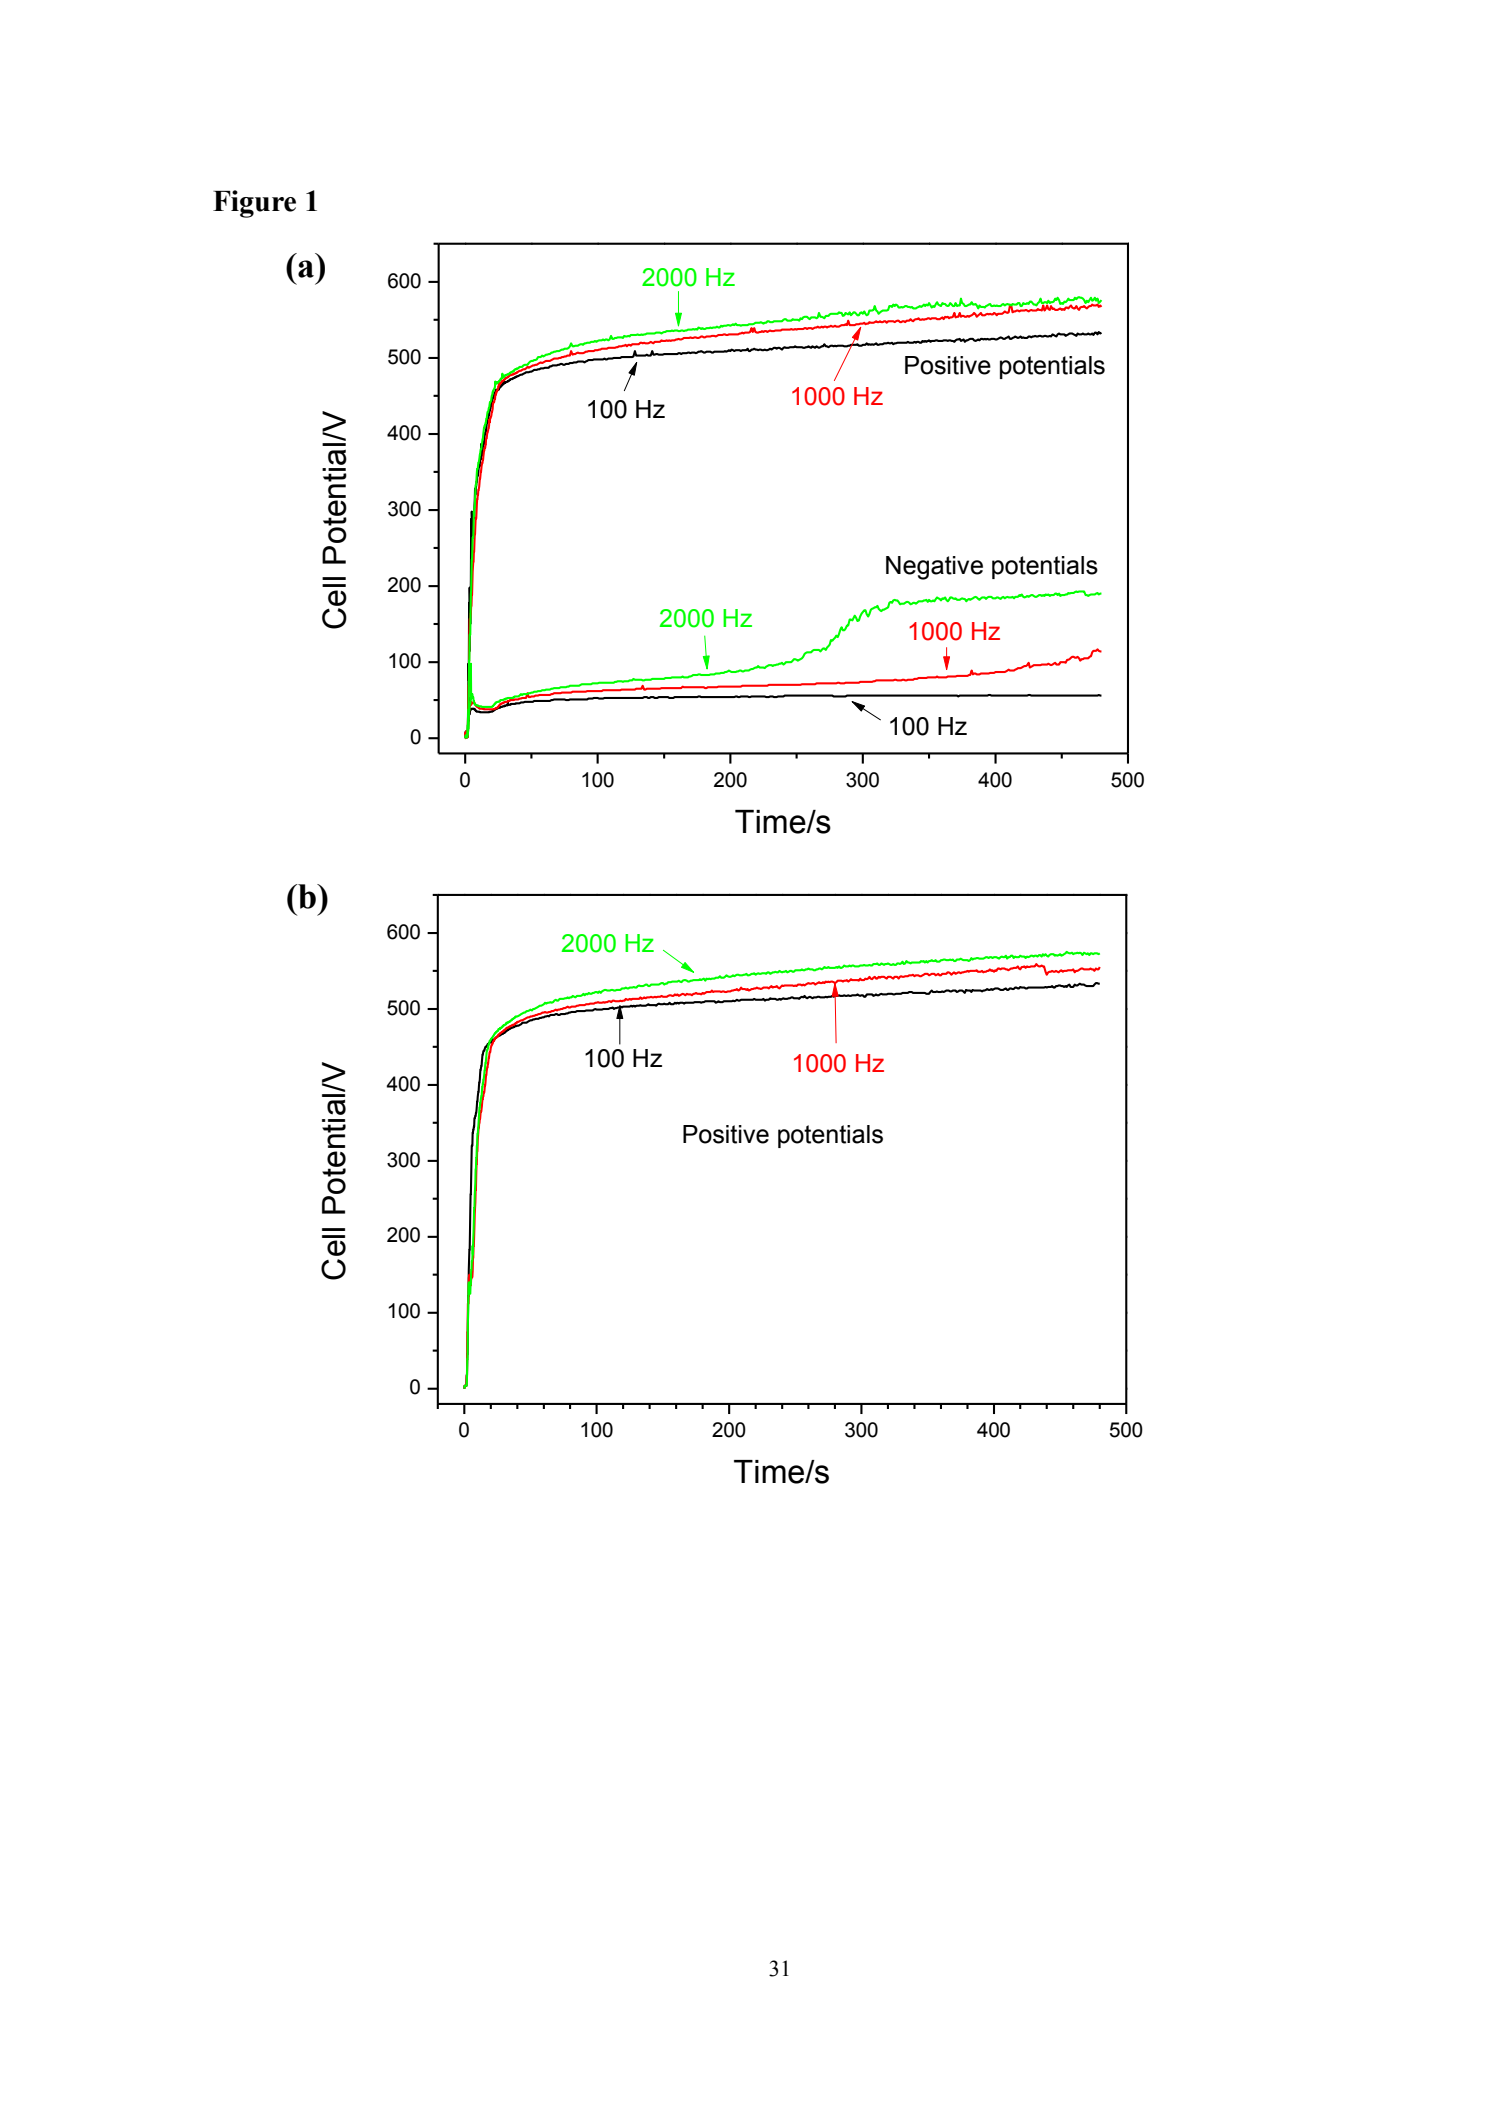 Figure 1
(a)
600
500
400
300
200
100
0
Cell Potential/V
2000 Hz
1000 Hz
100 Hz
Positive potentials
Negative potentials
2000 Hz
1000 Hz
100 Hz
0 100 200 300 400 500
Time/s
(b)
600
500
400
300
200
100
0
Cell Potential/V
2000 Hz
100 Hz
1000 Hz
Positive potentials
0 100 200 300 400 500
Time/s
31